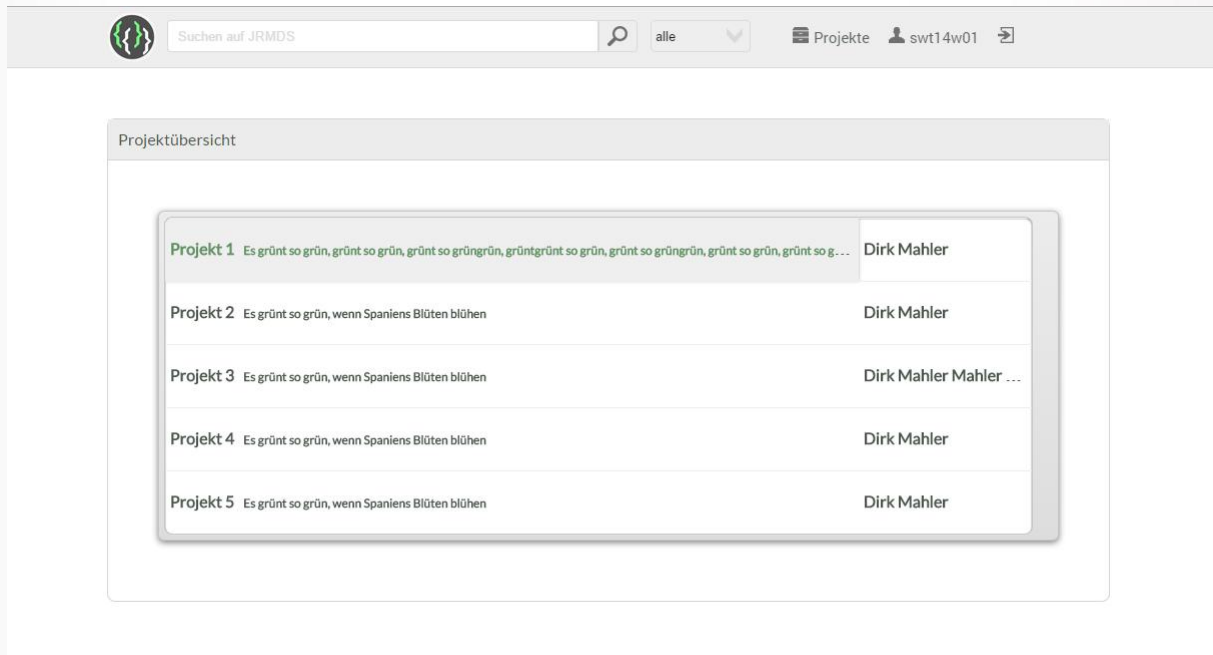 Suchen auf JRMDS alle Projekte swt14w01
Projektübersicht
Projekt 1 Es grünt so grün, grünt so grün, grünt so grüngrün, grüntgrünt so grün, grünt so grüngrün, grünt so grün, grünt so g... Dirk Mahler
Projekt 2 Es grünt so grün, wenn Spaniens Blüten blühen Dirk Mahler
Projekt 3 Es grünt so grün, wenn Spaniens Blüten blühen Dirk Mahler Mahler ...
Projekt 4 Es grünt so grün, wenn Spaniens Blüten blühen Dirk Mahler
Projekt 5 Es grünt so grün, wenn Spaniens Blüten blühen Dirk Mahler